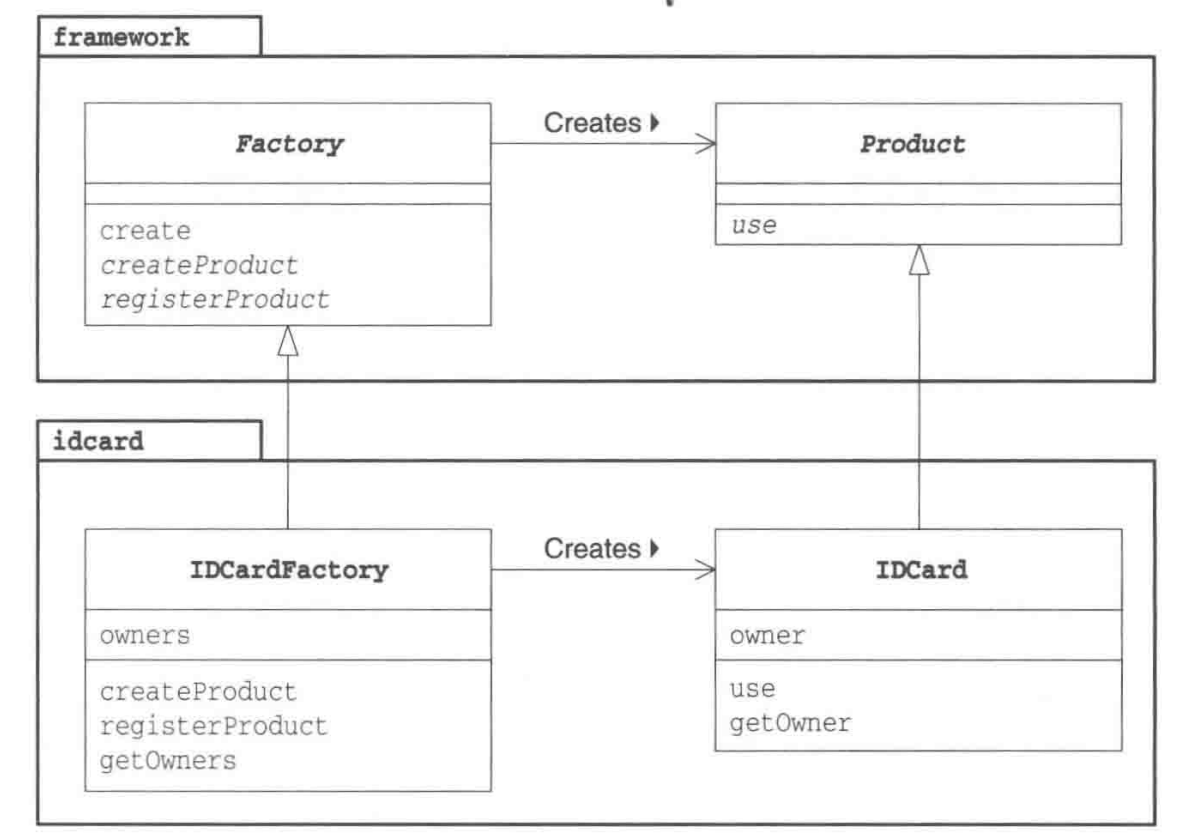 framework
Factory
Creates
Product
create
createProduct
registerProduct
use
idcard
IDCardFactory
Creates
IDCard
owners
owner
createProduct
registerProduct
getOwners
use
getOwner